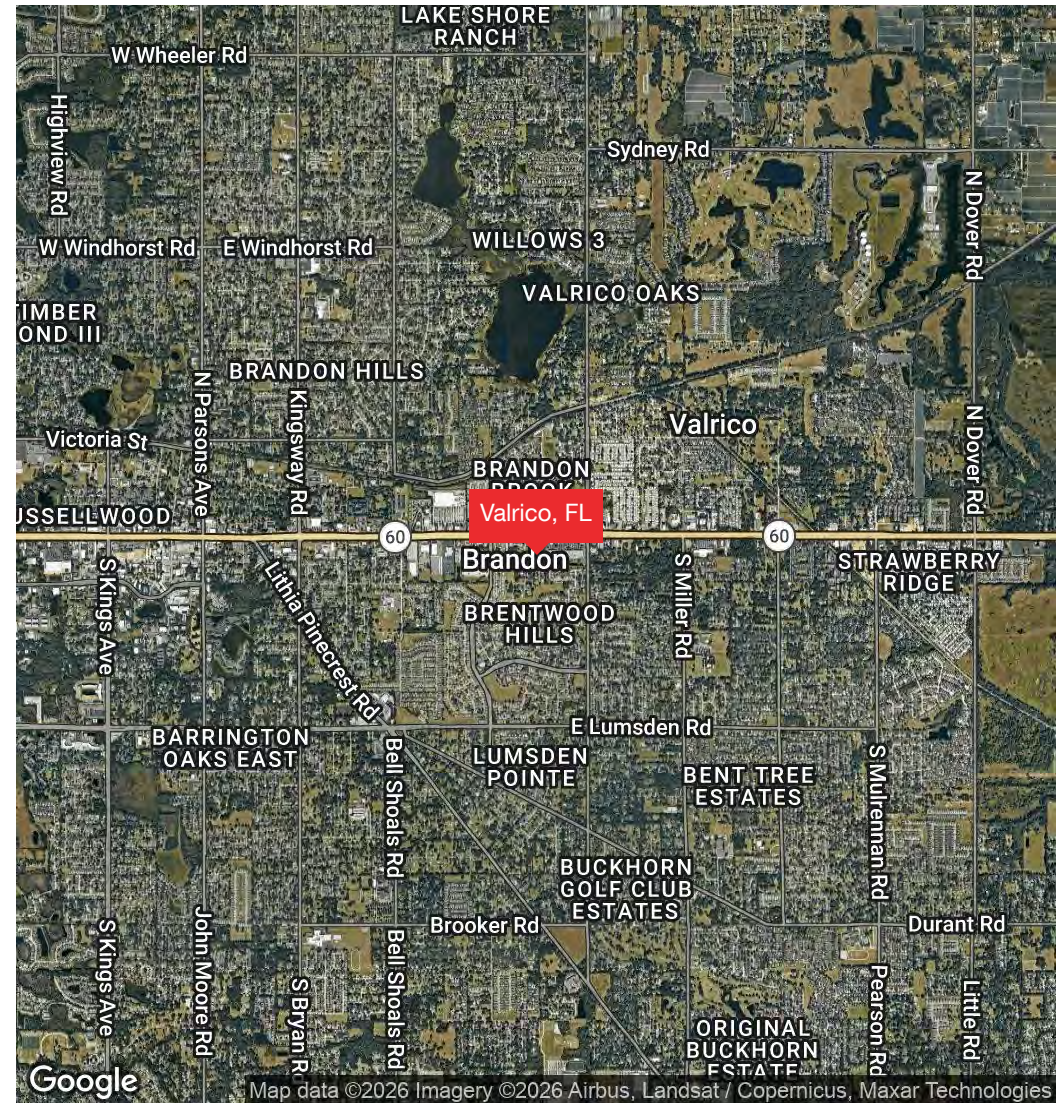 LAKE SHORE
RANCH
W Wheeler Rd
Highview Rd
Sydney Rd
N Dover Rd
W Windhorst Rd
E Windhorst Rd
WILLOWS 3
VALRICO OAKS
TIMBER
OND III
BRANDON HILLS
N Parsons Ave
Kingsway Rd
Valrico
N Dover Rd
Victoria St
BRANDON
BROOK
Valrico, FL
USSELLWOOD
60
60
Brandon
STRAWBERRY
RIDGE
S Kings Ave
Lithia Pinecrest Rd
S Miller Rd
BRENTWOOD
HILLS
E Lumsden Rd
BARRINGTON
OAKS EAST
Bell Shoals Rd
LUMSDEN
POINTE
BENT TREE
ESTATES
S Mulrennan Rd
BUCKHORN
GOLF CLUB
ESTATES
Brooker Rd
Durant Rd
S Kings Ave
John Moore Rd
S Bryan Rd
Bell Shoals Rd
Pearson Rd
Little Rd
ORIGINAL
BUCKHORN
ESTATE
Google
Map data ©2026 Imagery ©2026 Airbus, Landsat / Copernicus, Maxar Technologies